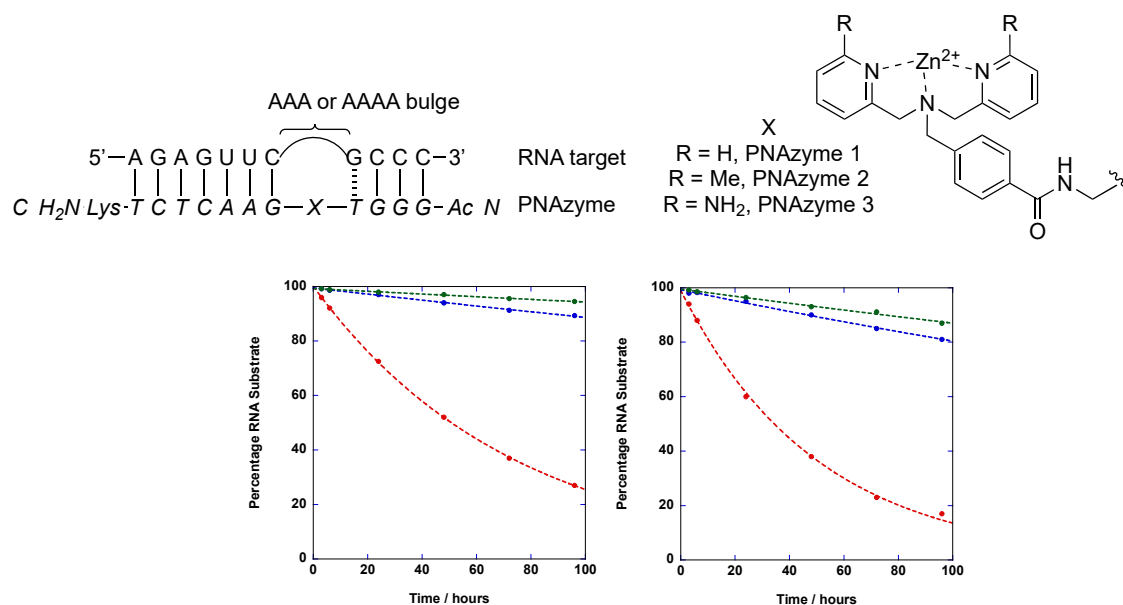 AAA or AAAA bulge
5’ A G A G U U C G C C C 3’ RNA target
C H2N Lys T C T C A A G X T G G G Ac N PNAzyme
X
R = H, PNAzyme 1
R = Me, PNAzyme 2
R = NH2, PNAzyme 3
R R
N Zn2+ N
N
H
N
O
Percentage RNA Substrate
100
80
60
40
20
0
0 20 40 60 80 100
Time / hours
Percentage RNA Substrate
100
80
60
40
20
0
0 20 40 60 80 100
Time / hours